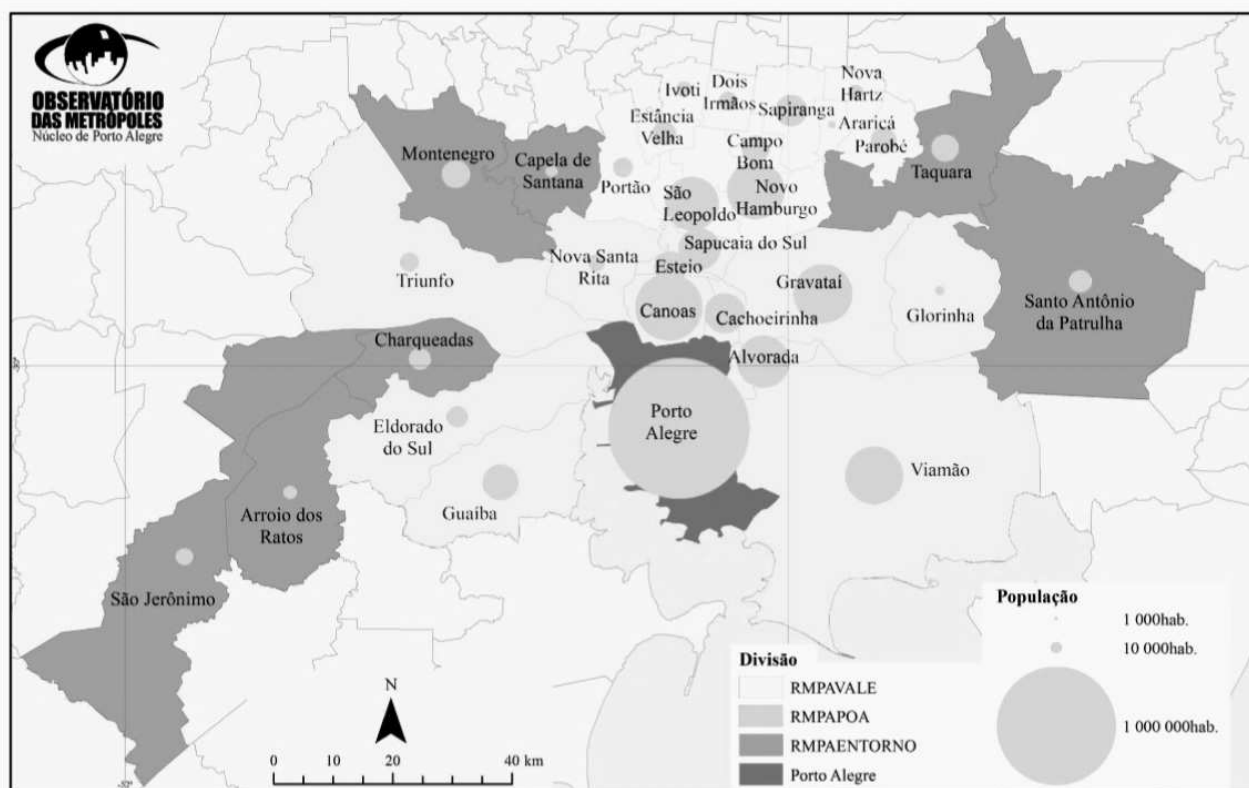 OBSERVATÓRIO
DAS METRÓPOLES
Núcleo de Porto Alegre
Ivoti
Dois
Irmãos
Nova
Hartz
Sapiranga
Estância
Velha
Araricá
Parobé
Campo
Bom
Montenegro
Capela de
Santana
Portão
Taquara
São
Leopoldo
Novo
Hamburgo
Sapucaia do Sul
Nova Santa
Rita
Esteio
Triunfo
Gravataí
Canoas
Cachoeirinha
Glorinha
Santo Antônio
da Patrulha
Charqueadas
Alvorada
Porto
Alegre
Eldorado
do Sul
Viamão
Guaíba
Arroio dos
Ratos
São Jerônimo
População
1 000hab.
10 000hab.
1 000 000hab.
Divisão
RMPAVALE
RMPAPOA
RMPAENTORNO
Porto Alegre
N
0 10 20 40 km